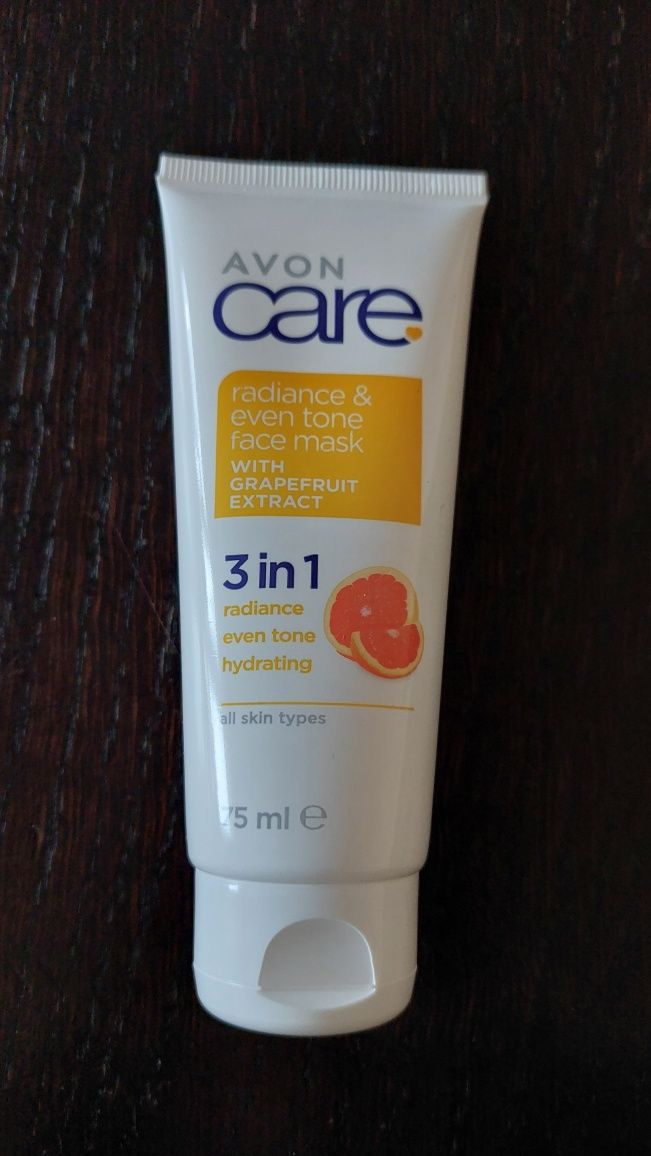 AVON
care
radiance &
even tone
face mask
WITH
GRAPEFRUIT
EXTRACT
3 in 1
radiance
even tone
hydrating
all skin types
75 ml ℮